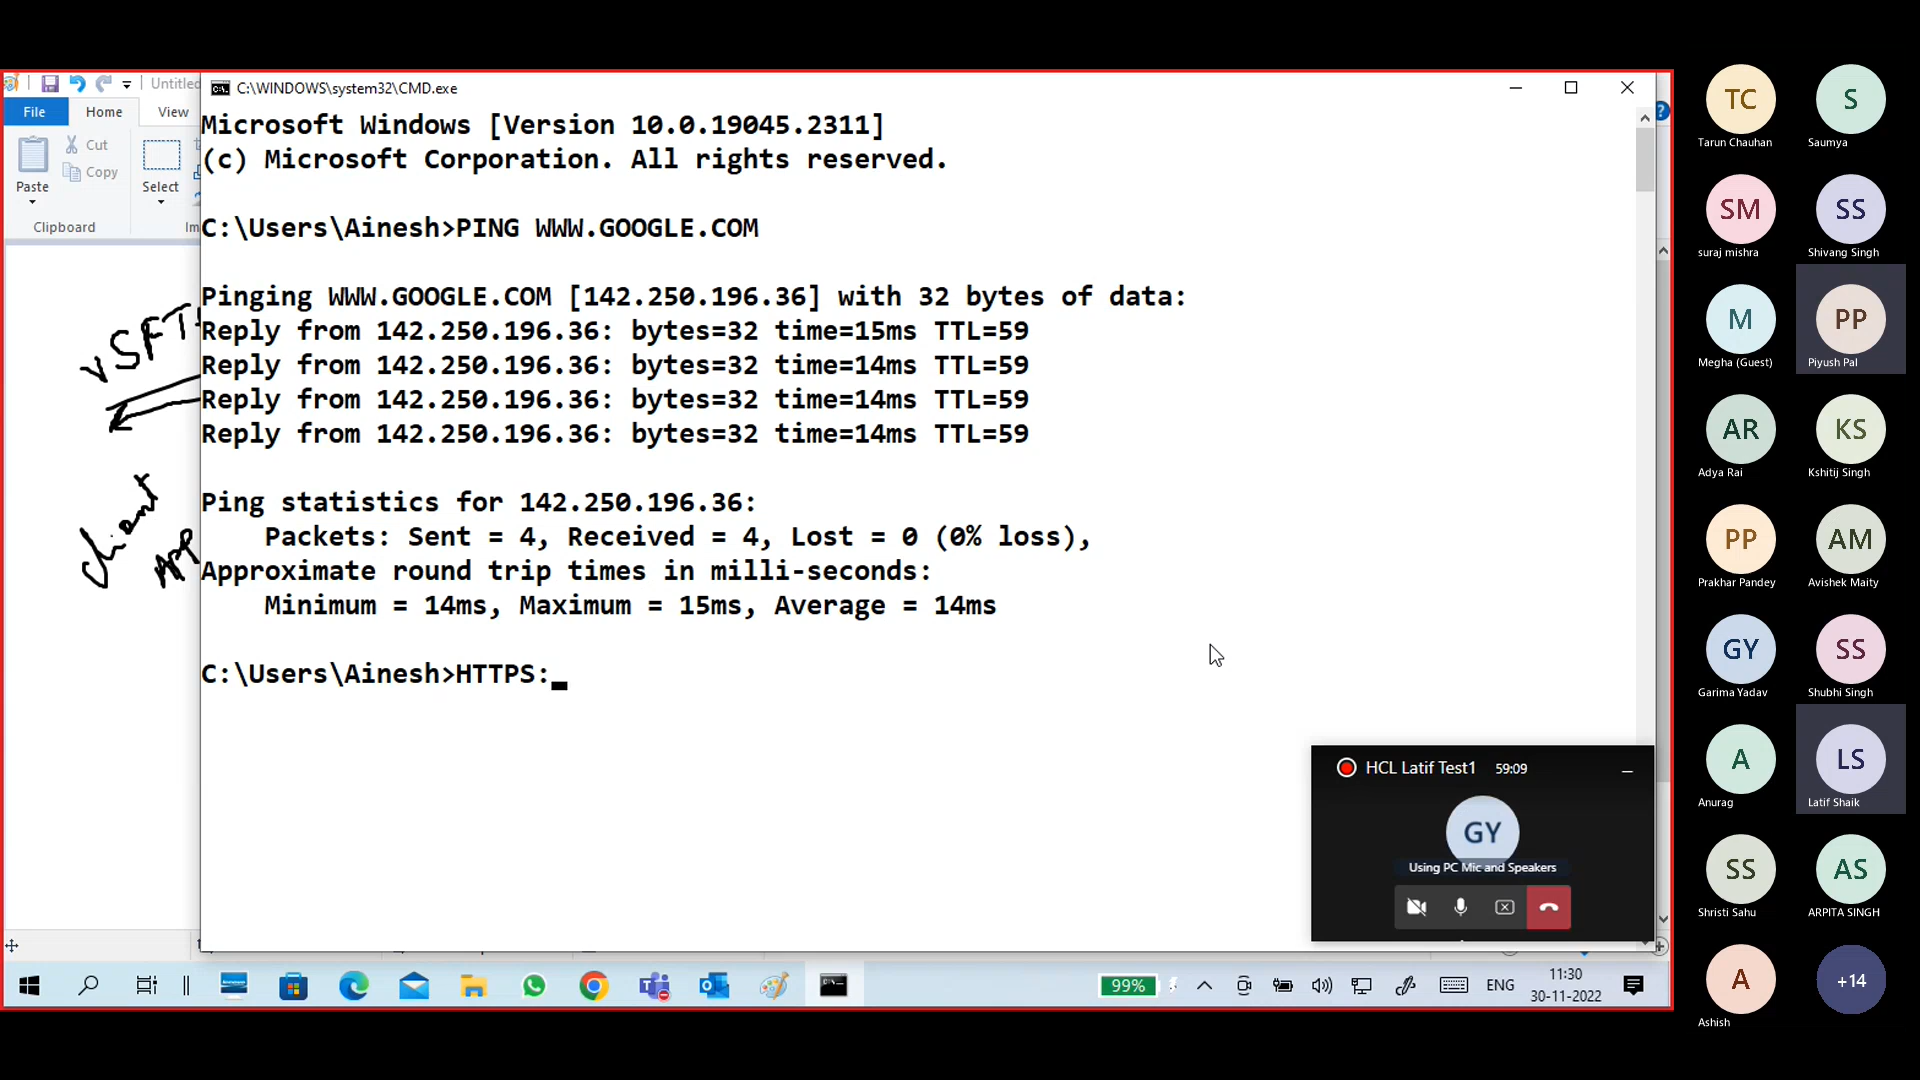 Untitled
C:\WINDOWS\system32\CMD.exe
File
Home
View
Cut
Copy
Paste
Select
Clipboard
Im
Microsoft Windows [Version 10.0.19045.2311]
(c) Microsoft Corporation. All rights reserved.
C:\Users\Ainesh>PING WWW.GOOGLE.COM
Pinging WWW.GOOGLE.COM [142.250.196.36] with 32 bytes of data:
Reply from 142.250.196.36: bytes=32 time=15ms TTL=59
Reply from 142.250.196.36: bytes=32 time=14ms TTL=59
Reply from 142.250.196.36: bytes=32 time=14ms TTL=59
Reply from 142.250.196.36: bytes=32 time=14ms TTL=59
Ping statistics for 142.250.196.36:
Packets: Sent = 4, Received = 4, Lost = 0 (0% loss),
Approximate round trip times in milli-seconds:
Minimum = 14ms, Maximum = 15ms, Average = 14ms
C:\Users\Ainesh>HTTPS:
HCL Latif Test1 59:09
GY
Using PC Mic and Speakers
99%
ENG
11:30
30-11-2022
TC
Tarun Chauhan
S
Saumya
SM
suraj mishra
SS
Shivang Singh
M
Megha (Guest)
PP
Piyush Pal
AR
Adya Rai
KS
Kshitij Singh
PP
Prakhar Pandey
AM
Avishek Maity
GY
Garima Yadav
SS
Shubhi Singh
A
Anurag
LS
Latif Shaik
SS
Shristi Sahu
AS
ARPITA SINGH
A
Ashish
+14